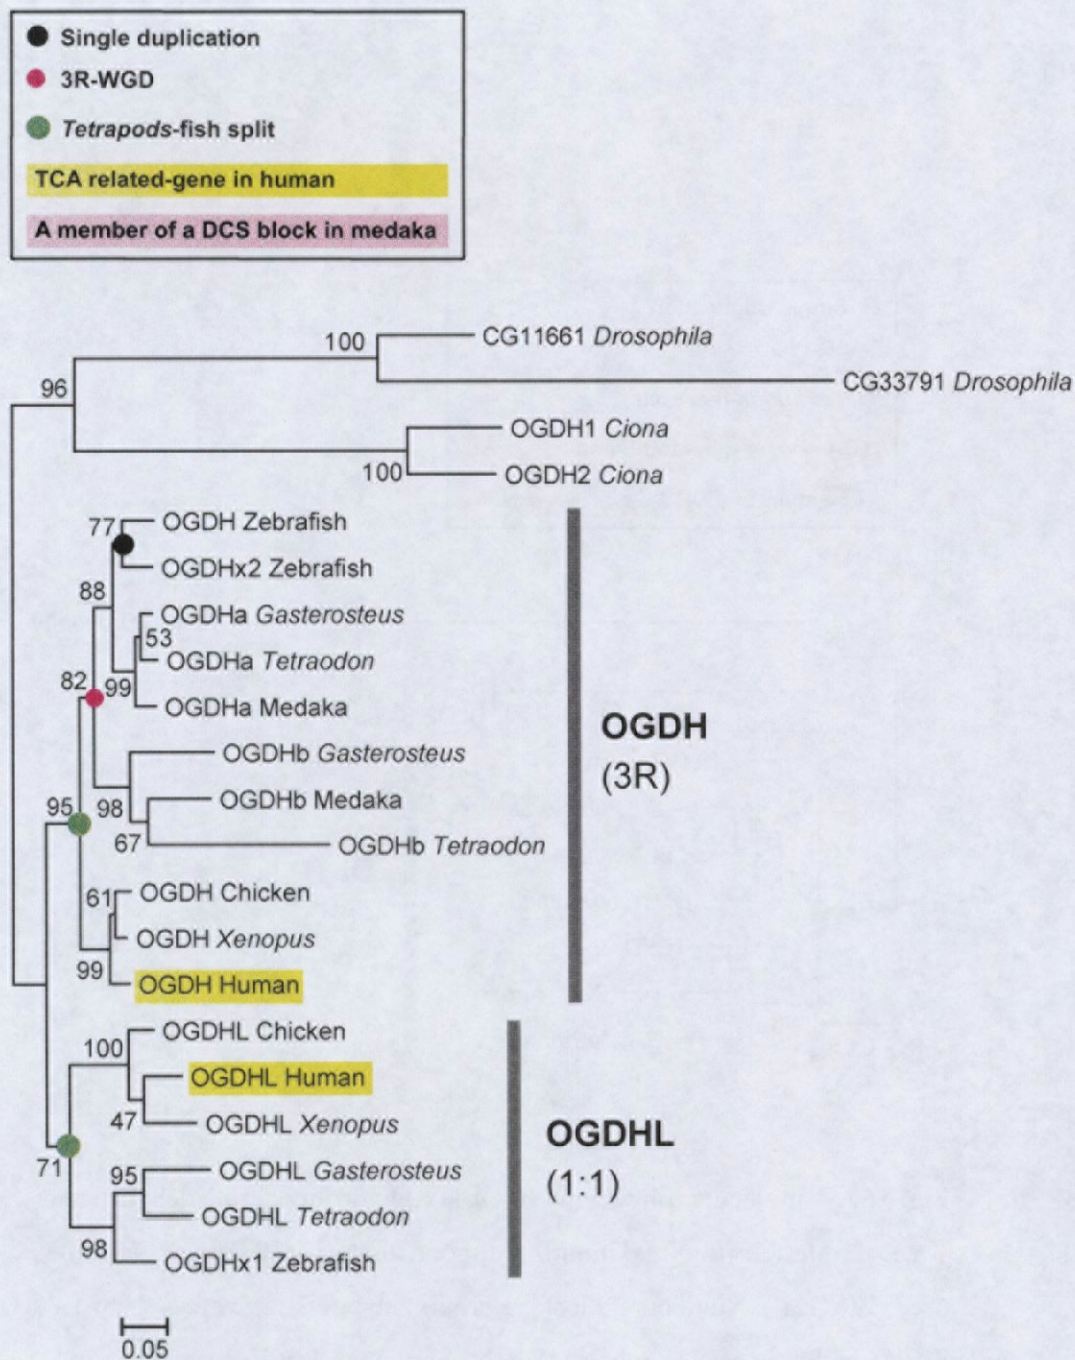 Single duplication
3R-WGD
Tetrapods-fish split
TCA related-gene in human
A member of a DCS block in medaka
100
CG11661 Drosophila
96
CG33791 Drosophila
OGDH1 Ciona
100
OGDH2 Ciona
77
OGDH Zebrafish
OGDHx2 Zebrafish
88
OGDHa Gasterosteus
53
OGDHa Tetraodon
82
99
OGDHa Medaka
OGDH
(3R)
OGDHb Gasterosteus
95
98
OGDHb Medaka
67
OGDHb Tetraodon
61
OGDH Chicken
OGDH Xenopus
99
OGDH Human
OGDHL Chicken
100
OGDHL Human
47
OGDHL Xenopus
OGDHL
(1:1)
71
95
OGDHL Gasterosteus
OGDHL Tetraodon
98
OGDHx1 Zebrafish
0.05